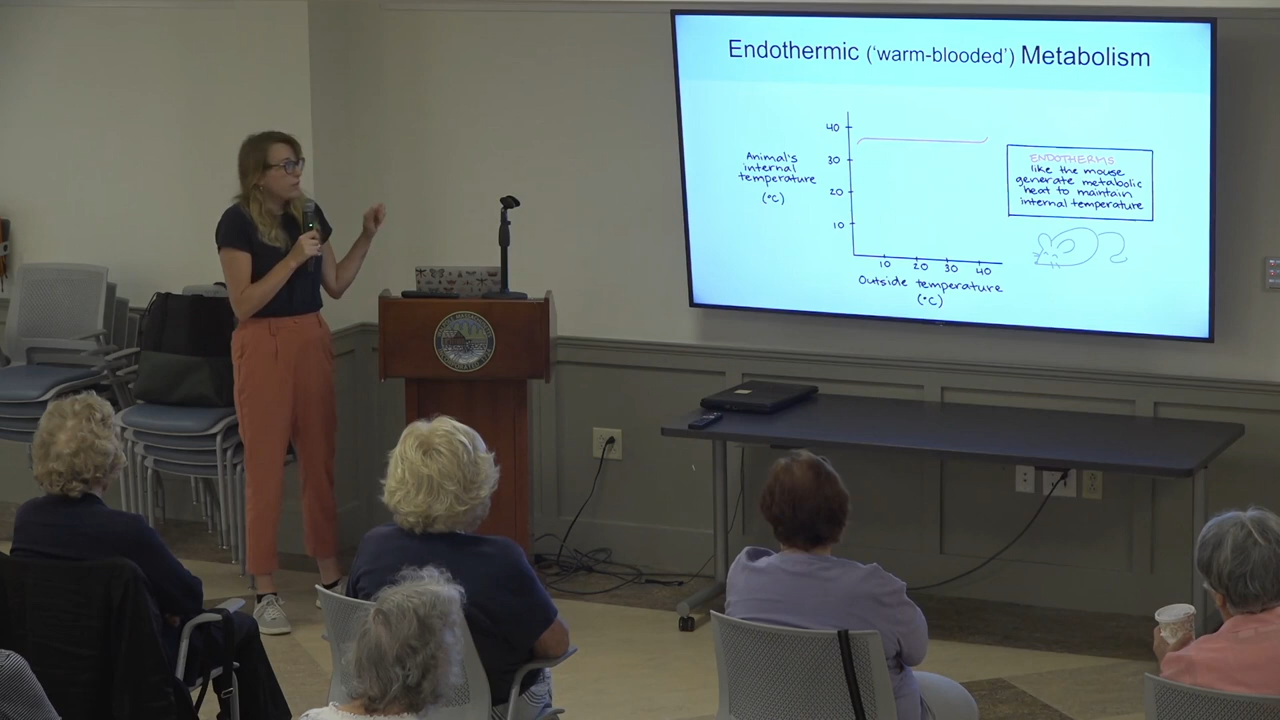 Endothermic ('warm-blooded') Metabolism
40
30
20
10
Animal's
internal
temperature
(°C)
10 20 30 40
Outside temperature
(°C)
ENDOTHERMS
like the mouse
generate metabolic
heat to maintain
internal temperature